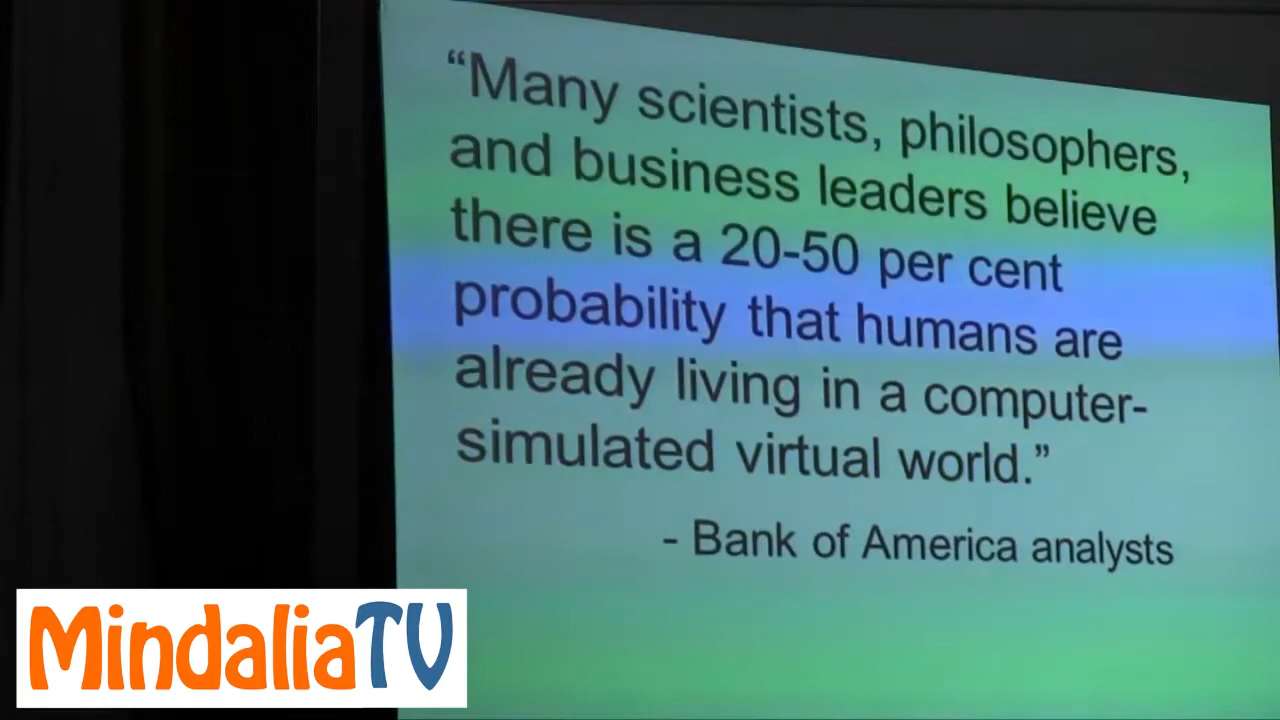 “Many scientists, philosophers,
and business leaders believe
there is a 20-50 per cent
probability that humans are
already living in a computer-
simulated virtual world.”
- Bank of America analysts
MindaliaTV